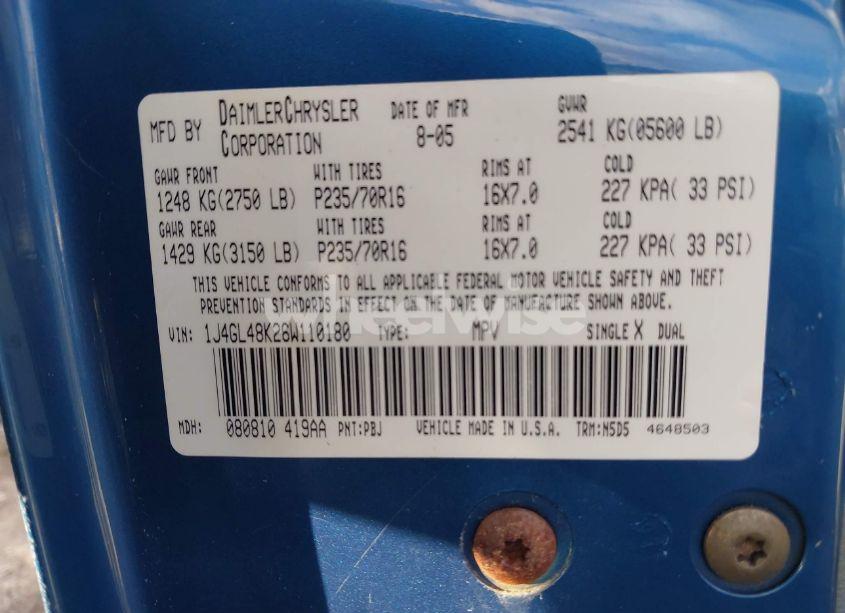 MFD BY DAIMLERCHRYSLER CORPORATION DATE OF MFR 8-05 GVWR 2541 KG(05600 LB)
GAWR FRONT WITH TIRES RIMS AT COLD
1248 KG(2750 LB) P235/70R16 16X7.0 227 KPA( 33 PSI)
GAWR REAR WITH TIRES RIMS AT COLD
1429 KG(3150 LB) P235/70R16 16X7.0 227 KPA( 33 PSI)
THIS VEHICLE CONFORMS TO ALL APPLICABLE FEDERAL MOTOR VEHICLE SAFETY AND THEFT
PREVENTION STANDARDS IN EFFECT ON THE DATE OF MANUFACTURE SHOWN ABOVE.
wheelwise
VIN: 1J4GL48K26W110180 TYPE: MPV SINGLE X DUAL
MDH: 080810 419AA PNT:PBJ VEHICLE MADE IN U.S.A. TRM:N5D5 4648503